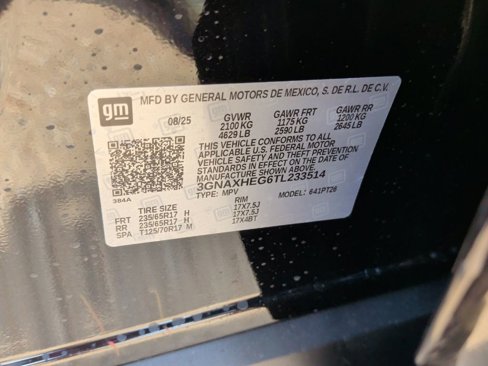 gm
MFD BY GENERAL MOTORS DE MEXICO, S. DE R.L. DE C.V.
08/25 GVWR GAWR FRT GAWR RR
2100 KG 1175 KG 1200 KG
4629 LB 2590 LB 2645 LB
THIS VEHICLE CONFORMS TO ALL
APPLICABLE U.S. FEDERAL MOTOR
VEHICLE SAFETY AND THEFT
PREVENTION STANDARDS IN EFFECT
ON THE DATE OF MANUFACTURE
SHOWN ABOVE.
3GNAXHEG6TL233514
384A TYPE: MPV MODEL: 641PT26
TIRE SIZE RIM
FRT 235/65R17 H 17X7.5J
RR 235/65R17 H 17X7.5J
SPA T125/70R17 M 17X4BT